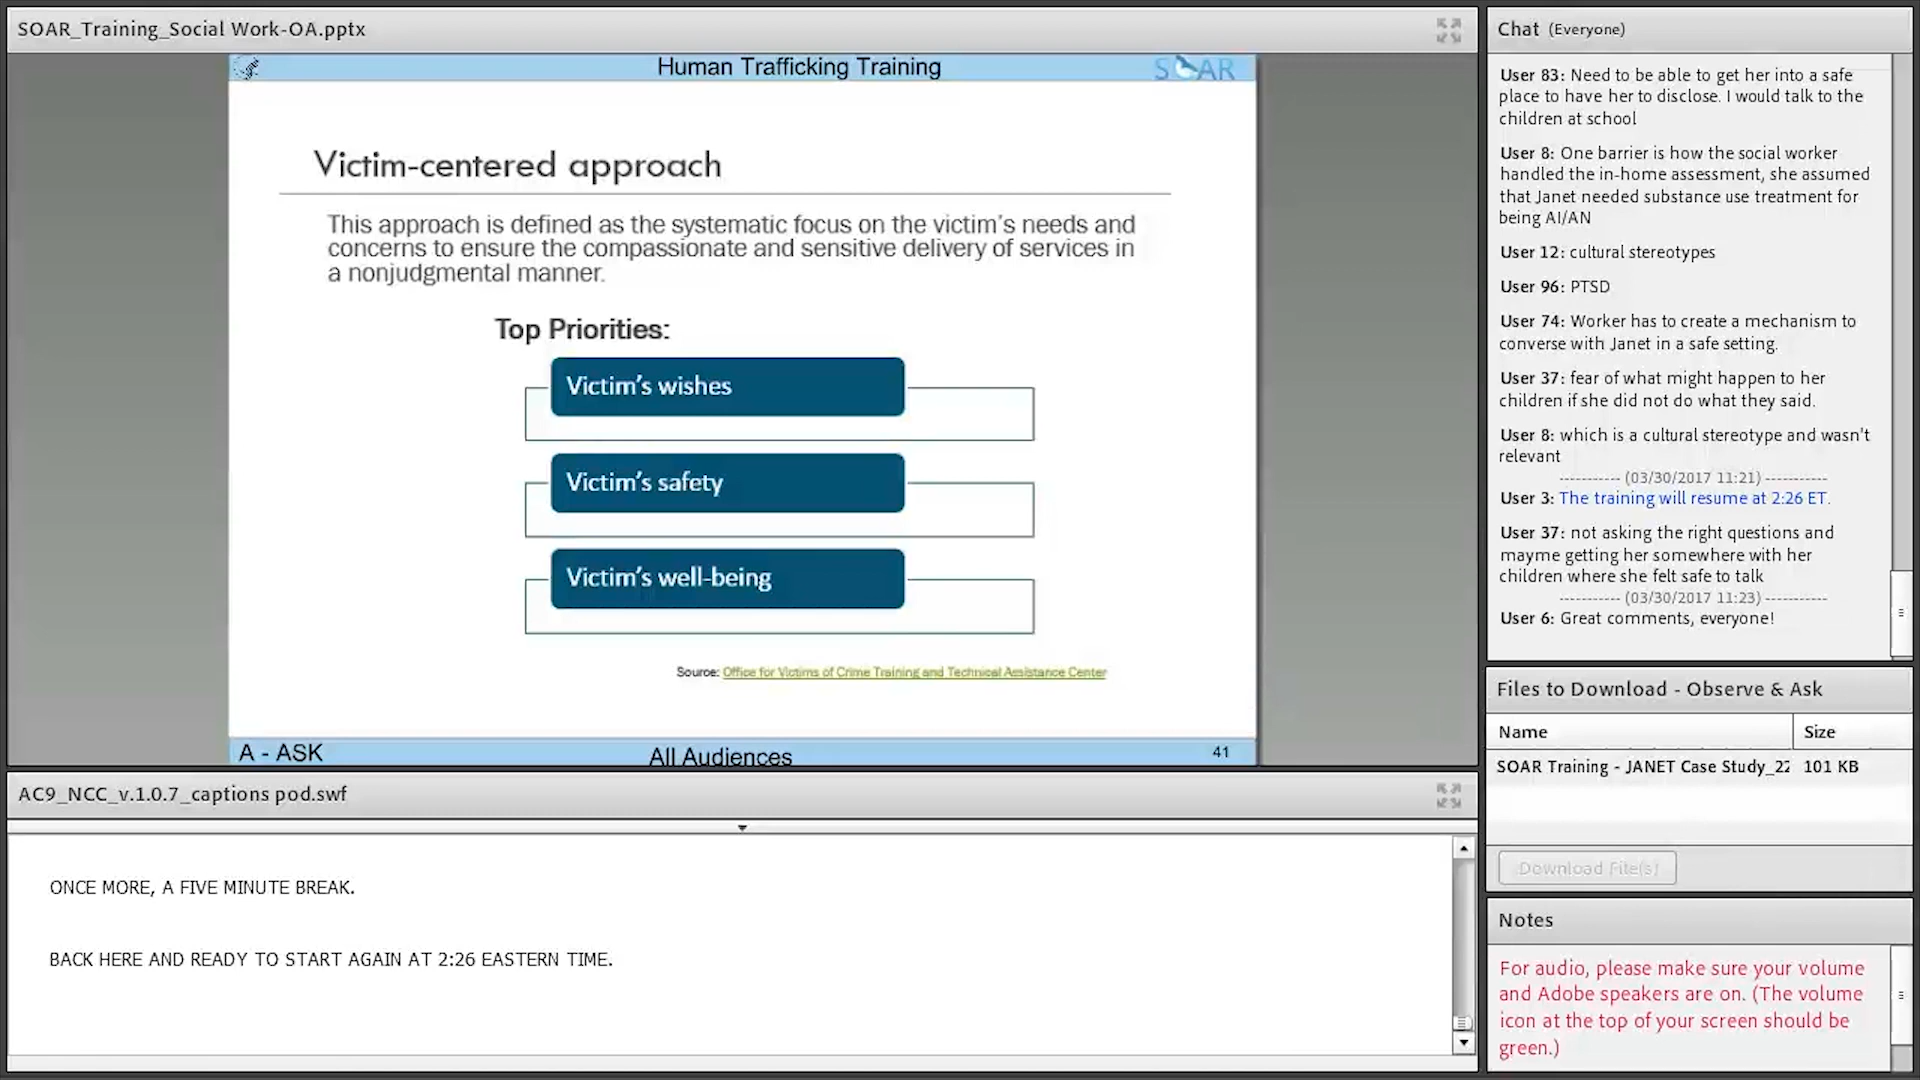 SOAR_Training_Social Work-OA.pptx
Human Trafficking Training
SOAR
Victim-centered approach
This approach is defined as the systematic focus on the victim's needs and
concerns to ensure the compassionate and sensitive delivery of services in
a nonjudgmental manner.
Top Priorities:
Victim's wishes
Victim's safety
Victim's well-being
Source: Office for Victims of Crime Training and Technical Assistance Center
A - ASK
All Audiences
41
AC9_NCC_v.1.0.7_captions pod.swf
ONCE MORE, A FIVE MINUTE BREAK.
BACK HERE AND READY TO START AGAIN AT 2:26 EASTERN TIME.
Chat (Everyone)
User 83: Need to be able to get her into a safe
place to have her to disclose. I would talk to the
children at school
User 8: One barrier is how the social worker
handled the in-home assessment, she assumed
that Janet needed substance use treatment for
being AI/AN
User 12: cultural stereotypes
User 96: PTSD
User 74: Worker has to create a mechanism to
converse with Janet in a safe setting.
User 37: fear of what might happen to her
children if she did not do what they said.
User 8: which is a cultural stereotype and wasn't
relevant
----------- (03/30/2017 11:21) -----------
User 3: The training will resume at 2:26 ET.
User 37: not asking the right questions and
mayme getting her somewhere with her
children where she felt safe to talk
----------- (03/30/2017 11:23) -----------
User 6: Great comments, everyone!
Files to Download - Observe & Ask
Name
Size
SOAR Training - JANET Case Study_22
101 KB
Download File(s)
Notes
For audio, please make sure your volume
and Adobe speakers are on. (The volume
icon at the top of your screen should be
green.)